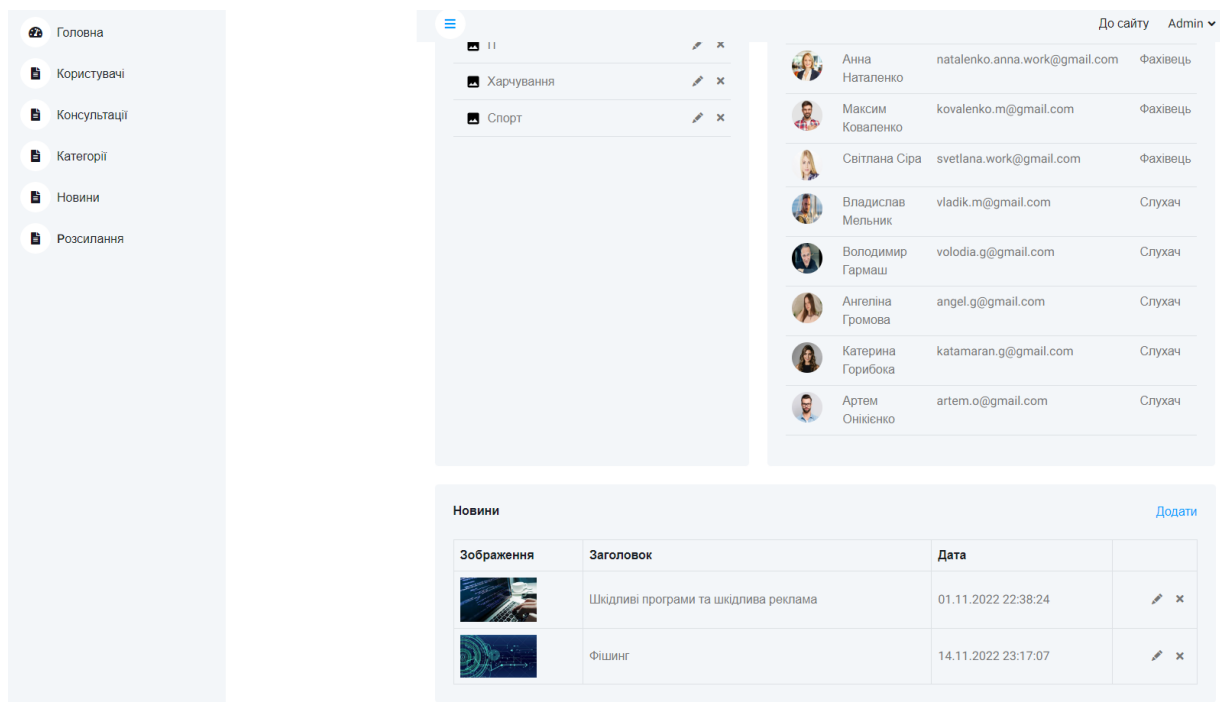 Головна
Користувачі
Консультації
Категорії
Новини
Розсилання
До сайту Admin
IT
Харчування
Спорт
Анна natalenko.anna.work@gmail.com Фахівець
Наталенко
Максим kovalenko.m@gmail.com Фахівець
Коваленко
Світлана Сіра svetlana.work@gmail.com Фахівець
Владислав vladik.m@gmail.com Слухач
Мельник
Володимир volodia.g@gmail.com Слухач
Гармаш
Ангеліна angel.g@gmail.com Слухач
Громова
Катерина katamaran.g@gmail.com Слухач
Горибока
Артем artem.o@gmail.com Слухач
Онікієнко
Новини Додати
Зображення Заголовок Дата
Шкідливі програми та шкідлива реклама 01.11.2022 22:38:24
Фішинг 14.11.2022 23:17:07